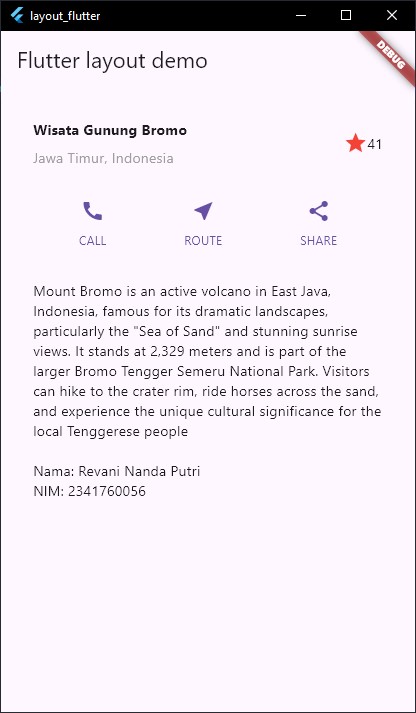 layout_flutter
DEBUG
Flutter layout demo
Wisata Gunung Bromo
Jawa Timur, Indonesia
41
CALL ROUTE SHARE
Mount Bromo is an active volcano in East Java,
Indonesia, famous for its dramatic landscapes,
particularly the "Sea of Sand" and stunning sunrise
views. It stands at 2,329 meters and is part of the
larger Bromo Tengger Semeru National Park. Visitors
can hike to the crater rim, ride horses across the sand,
and experience the unique cultural significance for the
local Tenggerese people
Nama: Revani Nanda Putri
NIM: 2341760056